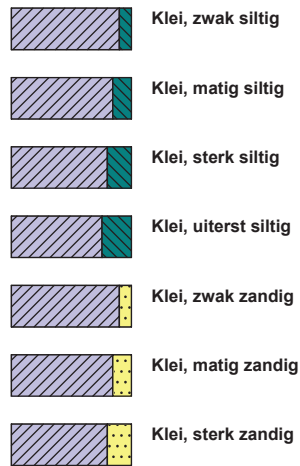 Klei, zwak siltig
Klei, matig siltig
Klei, sterk siltig
Klei, uiterst siltig
Klei, zwak zandig
Klei, matig zandig
Klei, sterk zandig